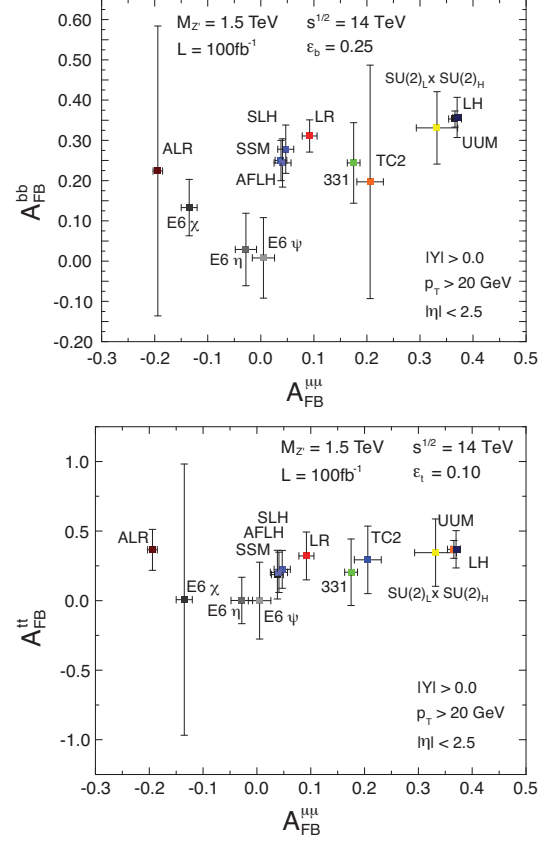 M_Z' = 1.5 TeV s^1/2 = 14 TeV
L = 100fb^-1 ε_b = 0.25
0.60
0.50
0.40
0.30
0.20
0.10
0.00
-0.10
-0.20
A_FB^bb
SU(2)_L x SU(2)_H
SLH
LR
LH
ALR
SSM
UUM
AFLH
331
TC2
E6 χ
E6 η
E6 ψ
|Y| > 0.0
p_T > 20 GeV
|η| < 2.5
-0.3 -0.2 -0.1 0.0 0.1 0.2 0.3 0.4 0.5
A_FB^μμ
M_Z' = 1.5 TeV s^1/2 = 14 TeV
L = 100fb^-1 ε_t = 0.10
1.0
0.5
0.0
-0.5
-1.0
A_FB^tt
SLH
UUM
AFLH
ALR
SSM
LR
TC2
LH
E6 χ
331
SU(2)_L x SU(2)_H
E6 η
E6 ψ
|Y| > 0.0
p_T > 20 GeV
|η| < 2.5
-0.3 -0.2 -0.1 0.0 0.1 0.2 0.3 0.4 0.5
A_FB^μμ